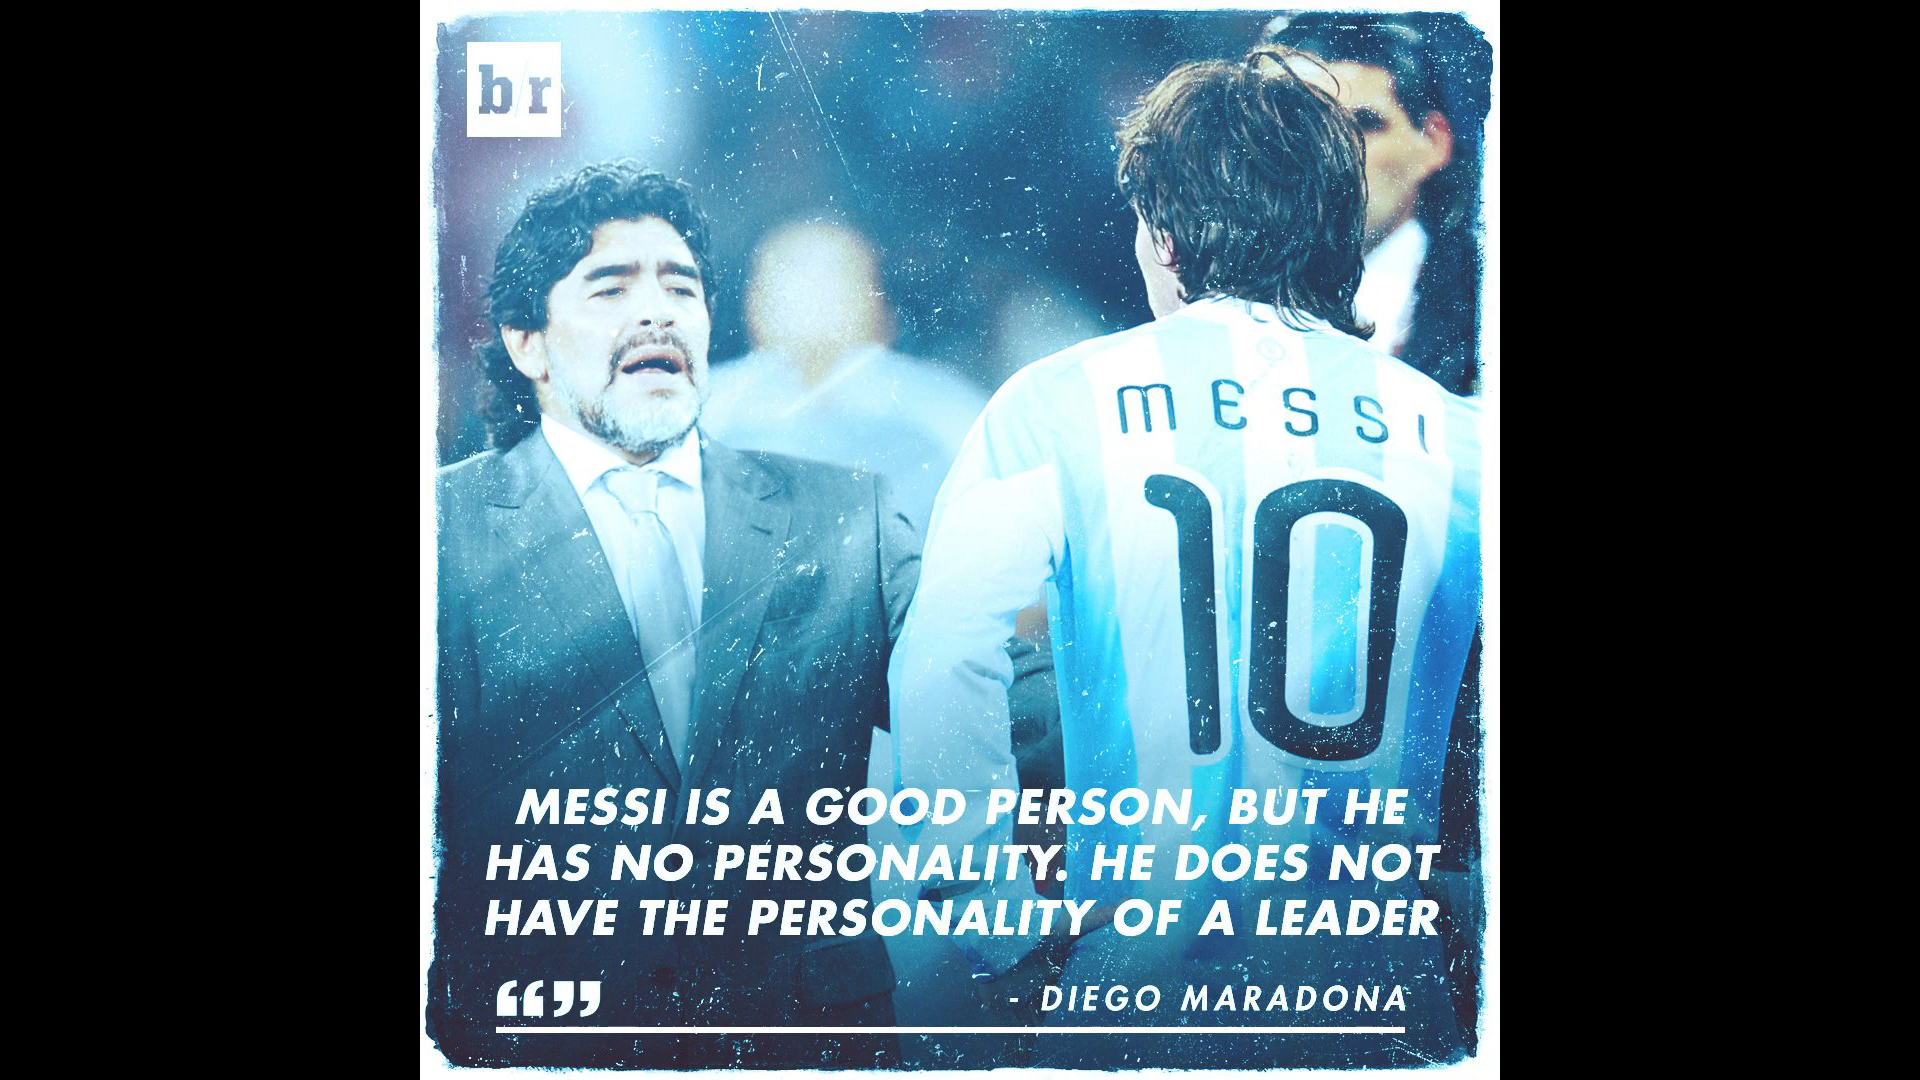 b/r
MESSI
10
MESSI IS A GOOD PERSON, BUT HE
HAS NO PERSONALITY. HE DOES NOT
HAVE THE PERSONALITY OF A LEADER
““ ”” - DIEGO MARADONA